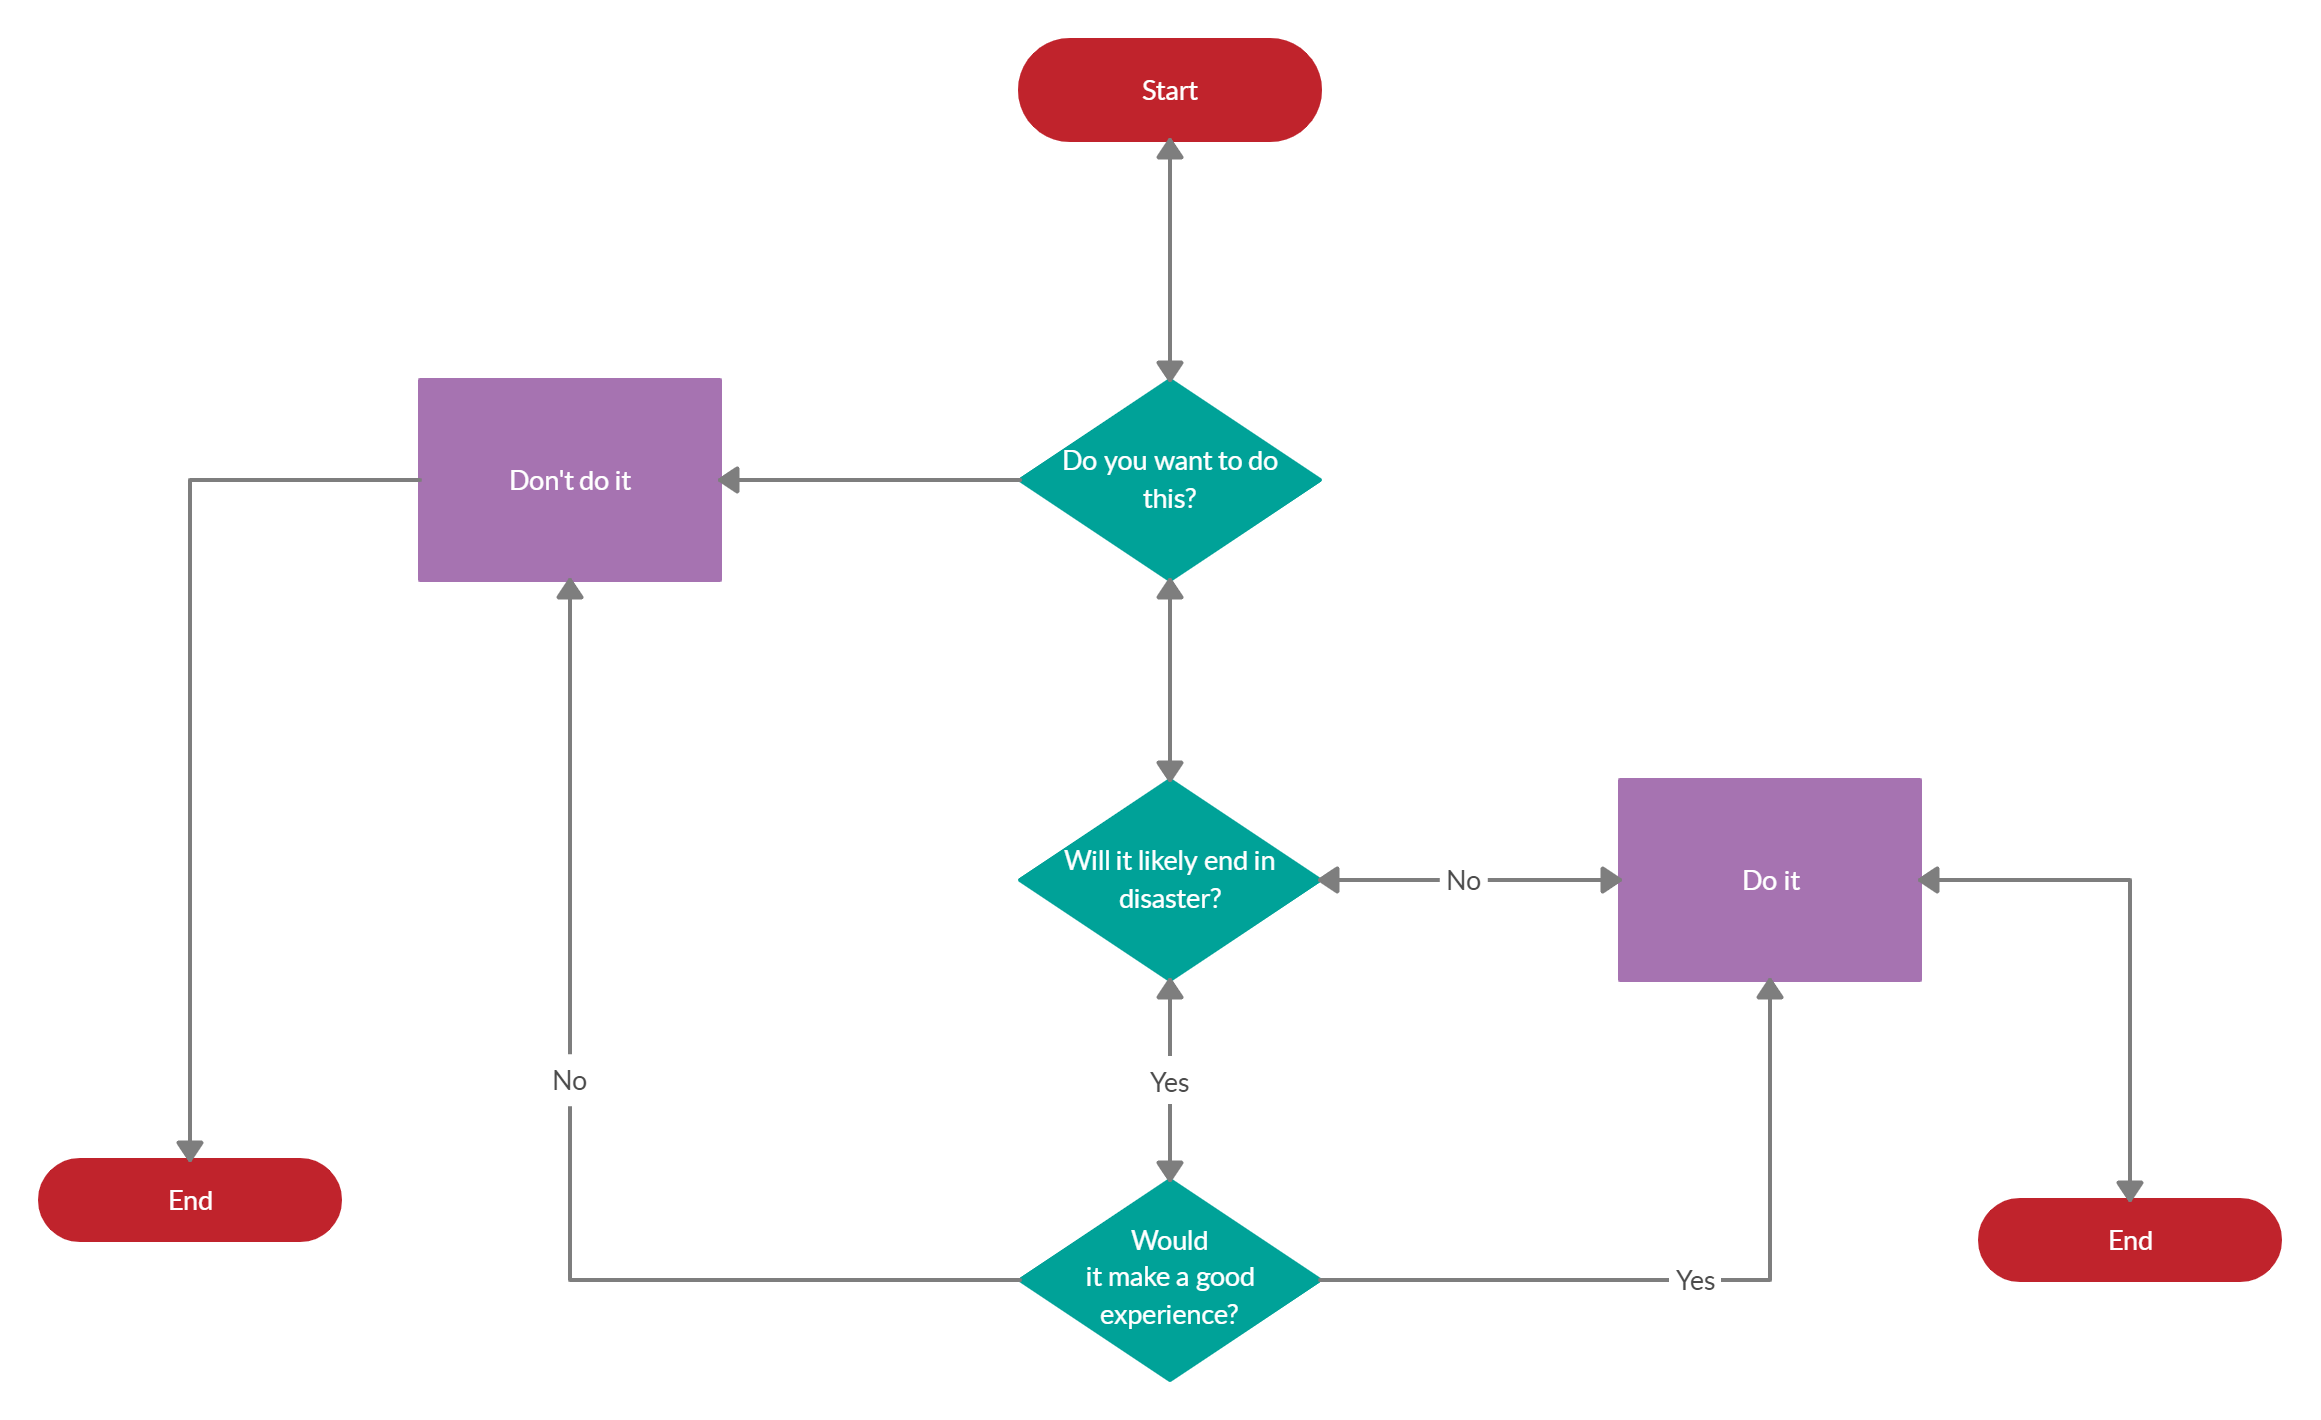 Start
Do you want to do
this?
Don't do it
Will it likely end in
disaster?
No
Do it
No
Yes
End
Would
it make a good
experience?
Yes
End